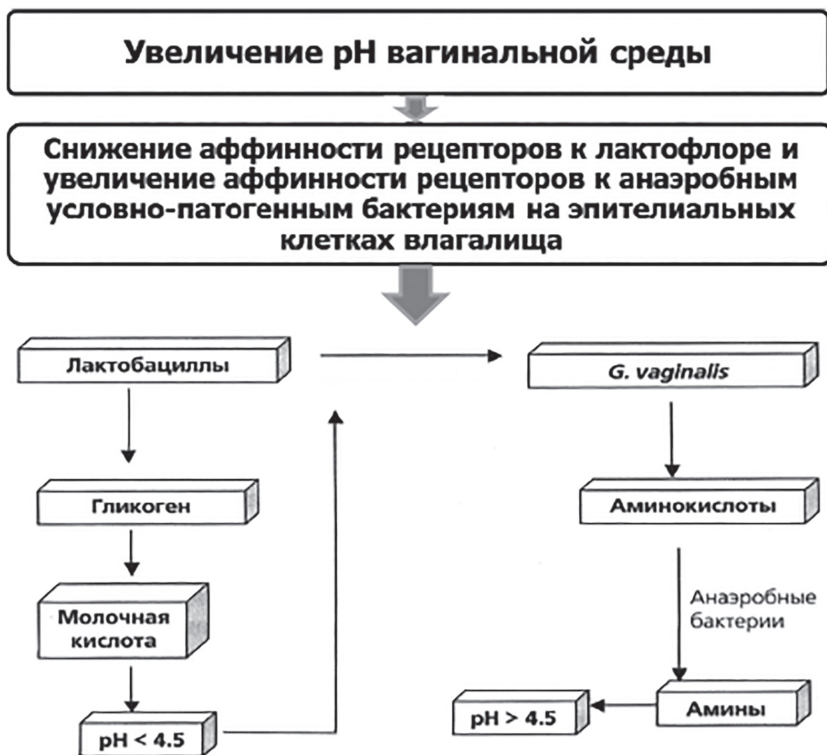 Увеличение pH вагинальной среды
Снижение аффинности рецепторов к лактофлоре и
увеличение аффинности рецепторов к анаэробным
условно-патогенным бактериям на эпителиальных
клетках влагалища
Лактобациллы
G. vaginalis
Гликоген
Аминокислоты
Молочная
кислота
Анаэробные
бактерии
pH < 4.5
pH > 4.5
Амины